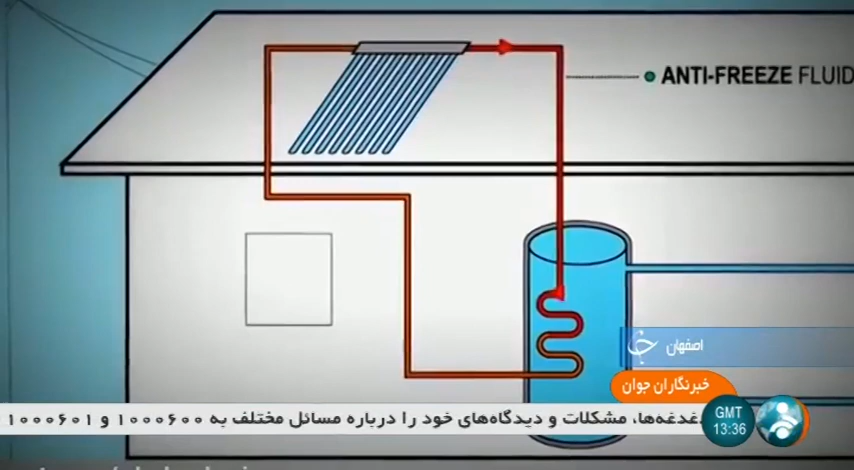 ANTI-FREEZE FLUID
اصفهان
خبرنگاران جوان
دغدغه‌ها، مشکلات و دیدگاه‌های خود را درباره مسائل مختلف به ۱۰۰۰۶۰۰ و ۱۰۰۰۶۰۱
GMT
13:36